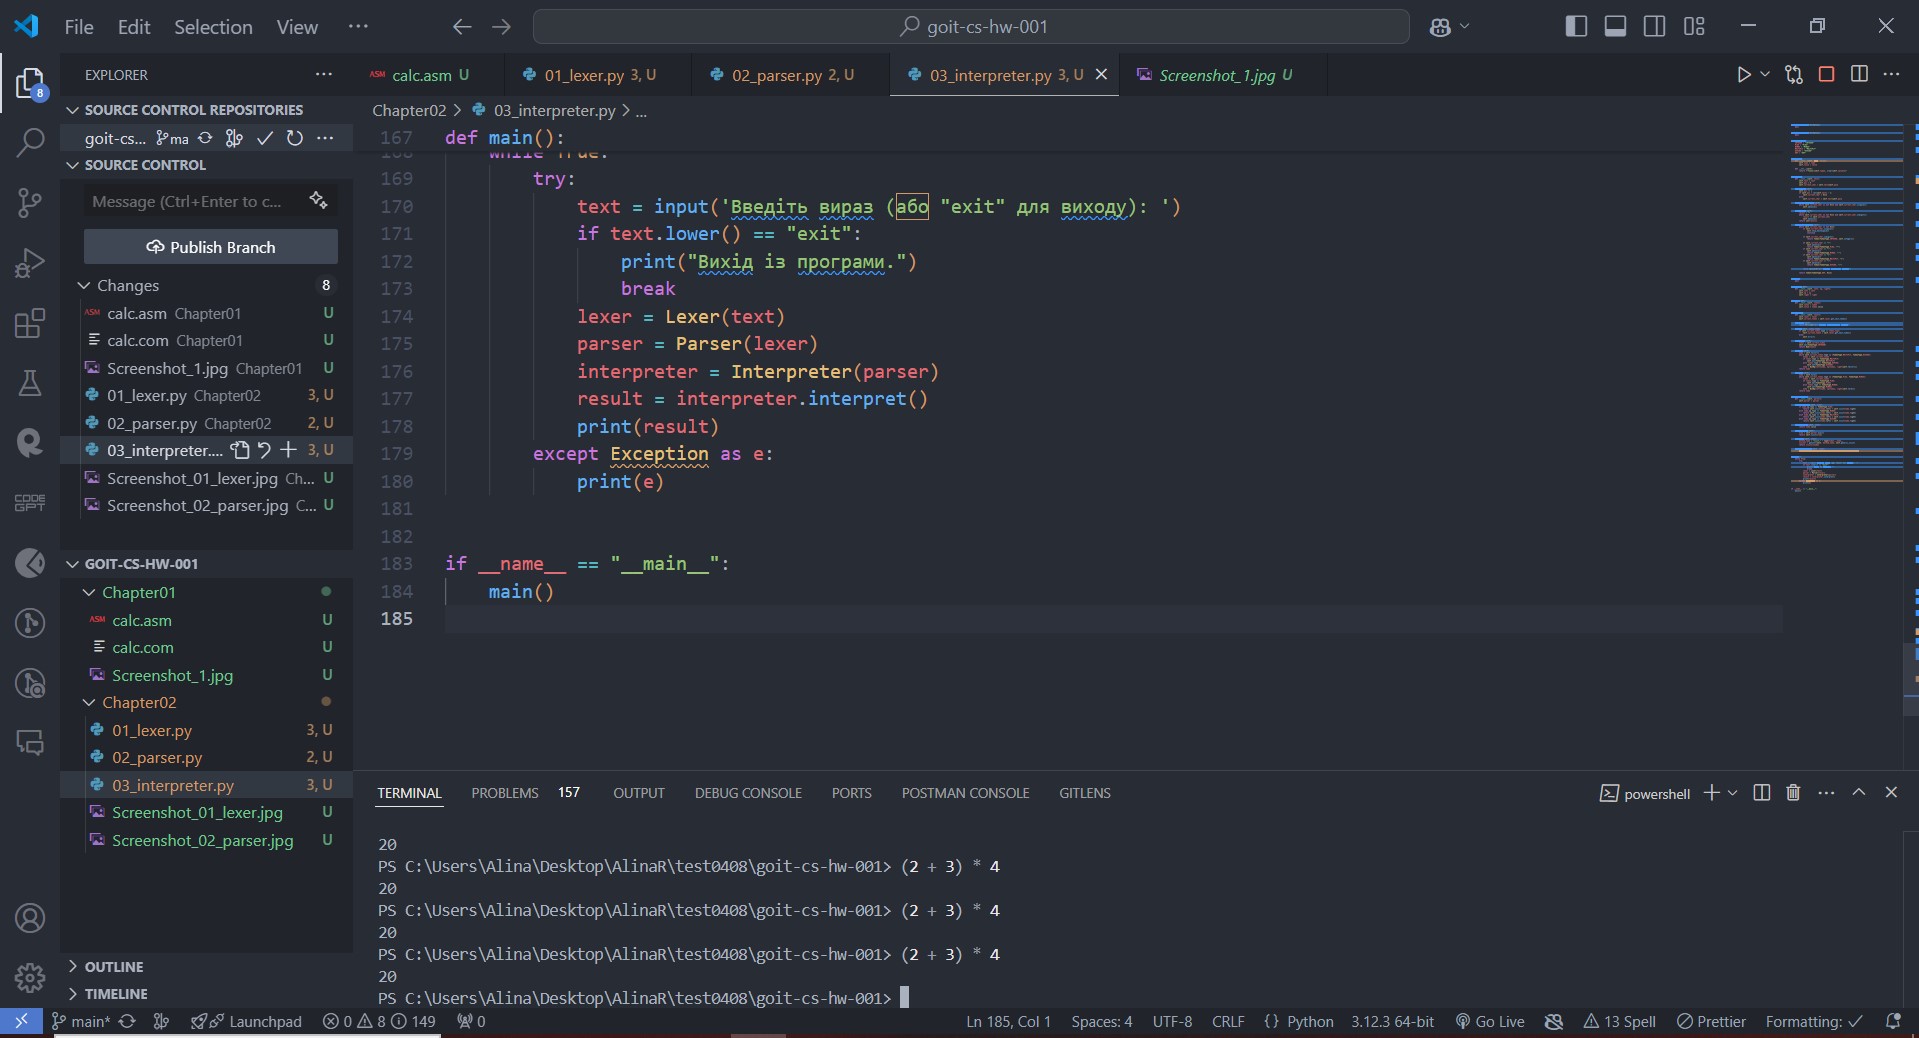 File Edit Selection View ··· goit-cs-hw-001
EXPLORER ···
SOURCE CONTROL REPOSITORIES
goit-cs... ma ···
SOURCE CONTROL
Message (Ctrl+Enter to c...
Publish Branch
Changes 8
calc.asm Chapter01 U
calc.com Chapter01 U
Screenshot_1.jpg Chapter01 U
01_lexer.py Chapter02 3, U
02_parser.py Chapter02 2, U
03_interpreter.... 3, U
Screenshot_01_lexer.jpg Ch... U
Screenshot_02_parser.jpg C... U
GOIT-CS-HW-001
Chapter01
ASM calc.asm U
calc.com U
Screenshot_1.jpg U
Chapter02
01_lexer.py 3, U
02_parser.py 2, U
03_interpreter.py 3, U
Screenshot_01_lexer.jpg U
Screenshot_02_parser.jpg U
OUTLINE
TIMELINE
ASM calc.asm U 01_lexer.py 3, U 02_parser.py 2, U 03_interpreter.py 3, U Screenshot_1.jpg U
Chapter02 > 03_interpreter.py > ...
167 def main():
168 while True:
169 try:
170 text = input('Введіть вираз (або "exit" для виходу): ')
171 if text.lower() == "exit":
172 print("Вихід із програми.")
173 break
174 lexer = Lexer(text)
175 parser = Parser(lexer)
176 interpreter = Interpreter(parser)
177 result = interpreter.interpret()
178 print(result)
179 except Exception as e:
180 print(e)
181
182
183 if __name__ == "__main__":
184 main()
185
TERMINAL PROBLEMS 157 OUTPUT DEBUG CONSOLE PORTS POSTMAN CONSOLE GITLENS powershell
20
PS C:\Users\Alina\Desktop\AlinaR\test0408\goit-cs-hw-001> (2 + 3) * 4
20
PS C:\Users\Alina\Desktop\AlinaR\test0408\goit-cs-hw-001> (2 + 3) * 4
20
PS C:\Users\Alina\Desktop\AlinaR\test0408\goit-cs-hw-001> (2 + 3) * 4
20
PS C:\Users\Alina\Desktop\AlinaR\test0408\goit-cs-hw-001>
main* Launchpad 0 8 149 0 Ln 185, Col 1 Spaces: 4 UTF-8 CRLF {} Python 3.12.3 64-bit Go Live 13 Spell Prettier Formatting: ✓